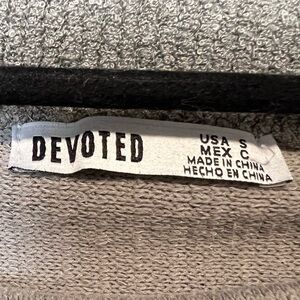 DEVOTED
USA S
MEX C
MADE IN CHINA
HECHO EN CHINA